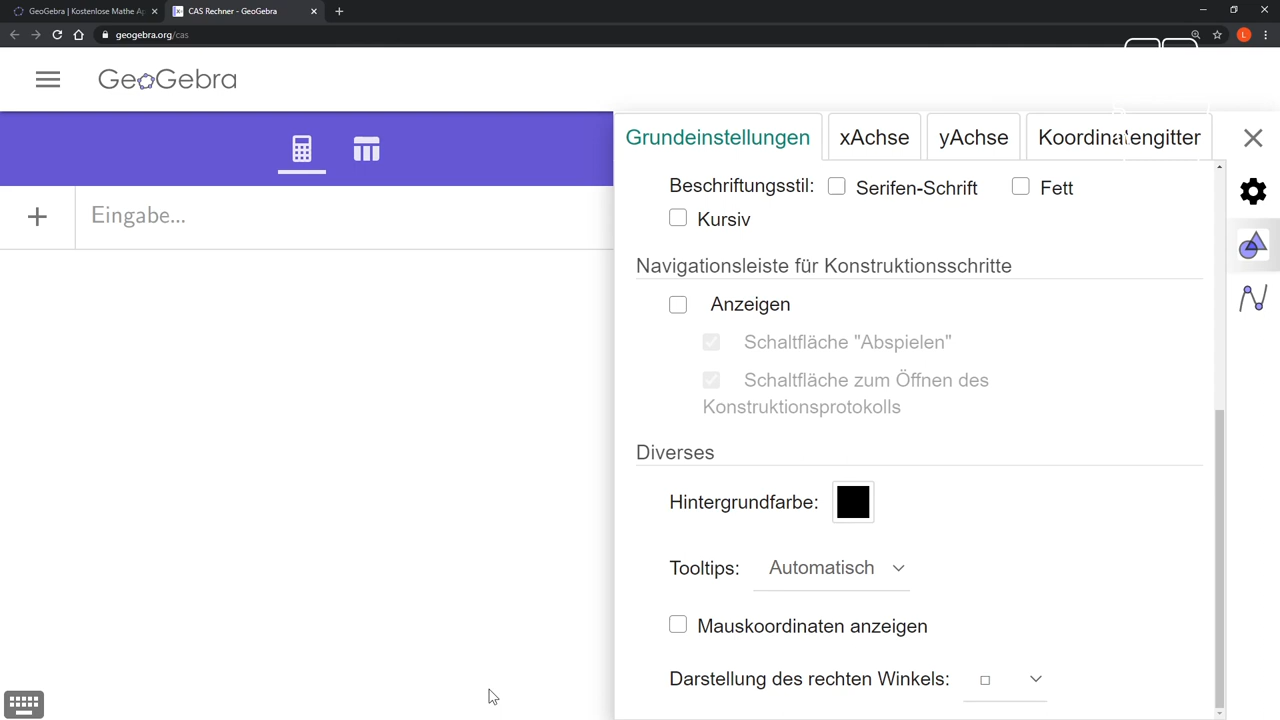 GeoGebra | Kostenlose Mathe Ap
CAS Rechner - GeoGebra
geogebra.org/cas
L
GeoGebra
Grundeinstellungen
xAchse
yAchse
Koordinatengitter
Eingabe...
Beschriftungsstil:
Serifen-Schrift
Fett
Kursiv
Navigationsleiste für Konstruktionsschritte
Anzeigen
Schaltfläche "Abspielen"
Schaltfläche zum Öffnen des
Konstruktionsprotokolls
Diverses
Hintergrundfarbe:
Tooltips:
Automatisch
Mauskoordinaten anzeigen
Darstellung des rechten Winkels: